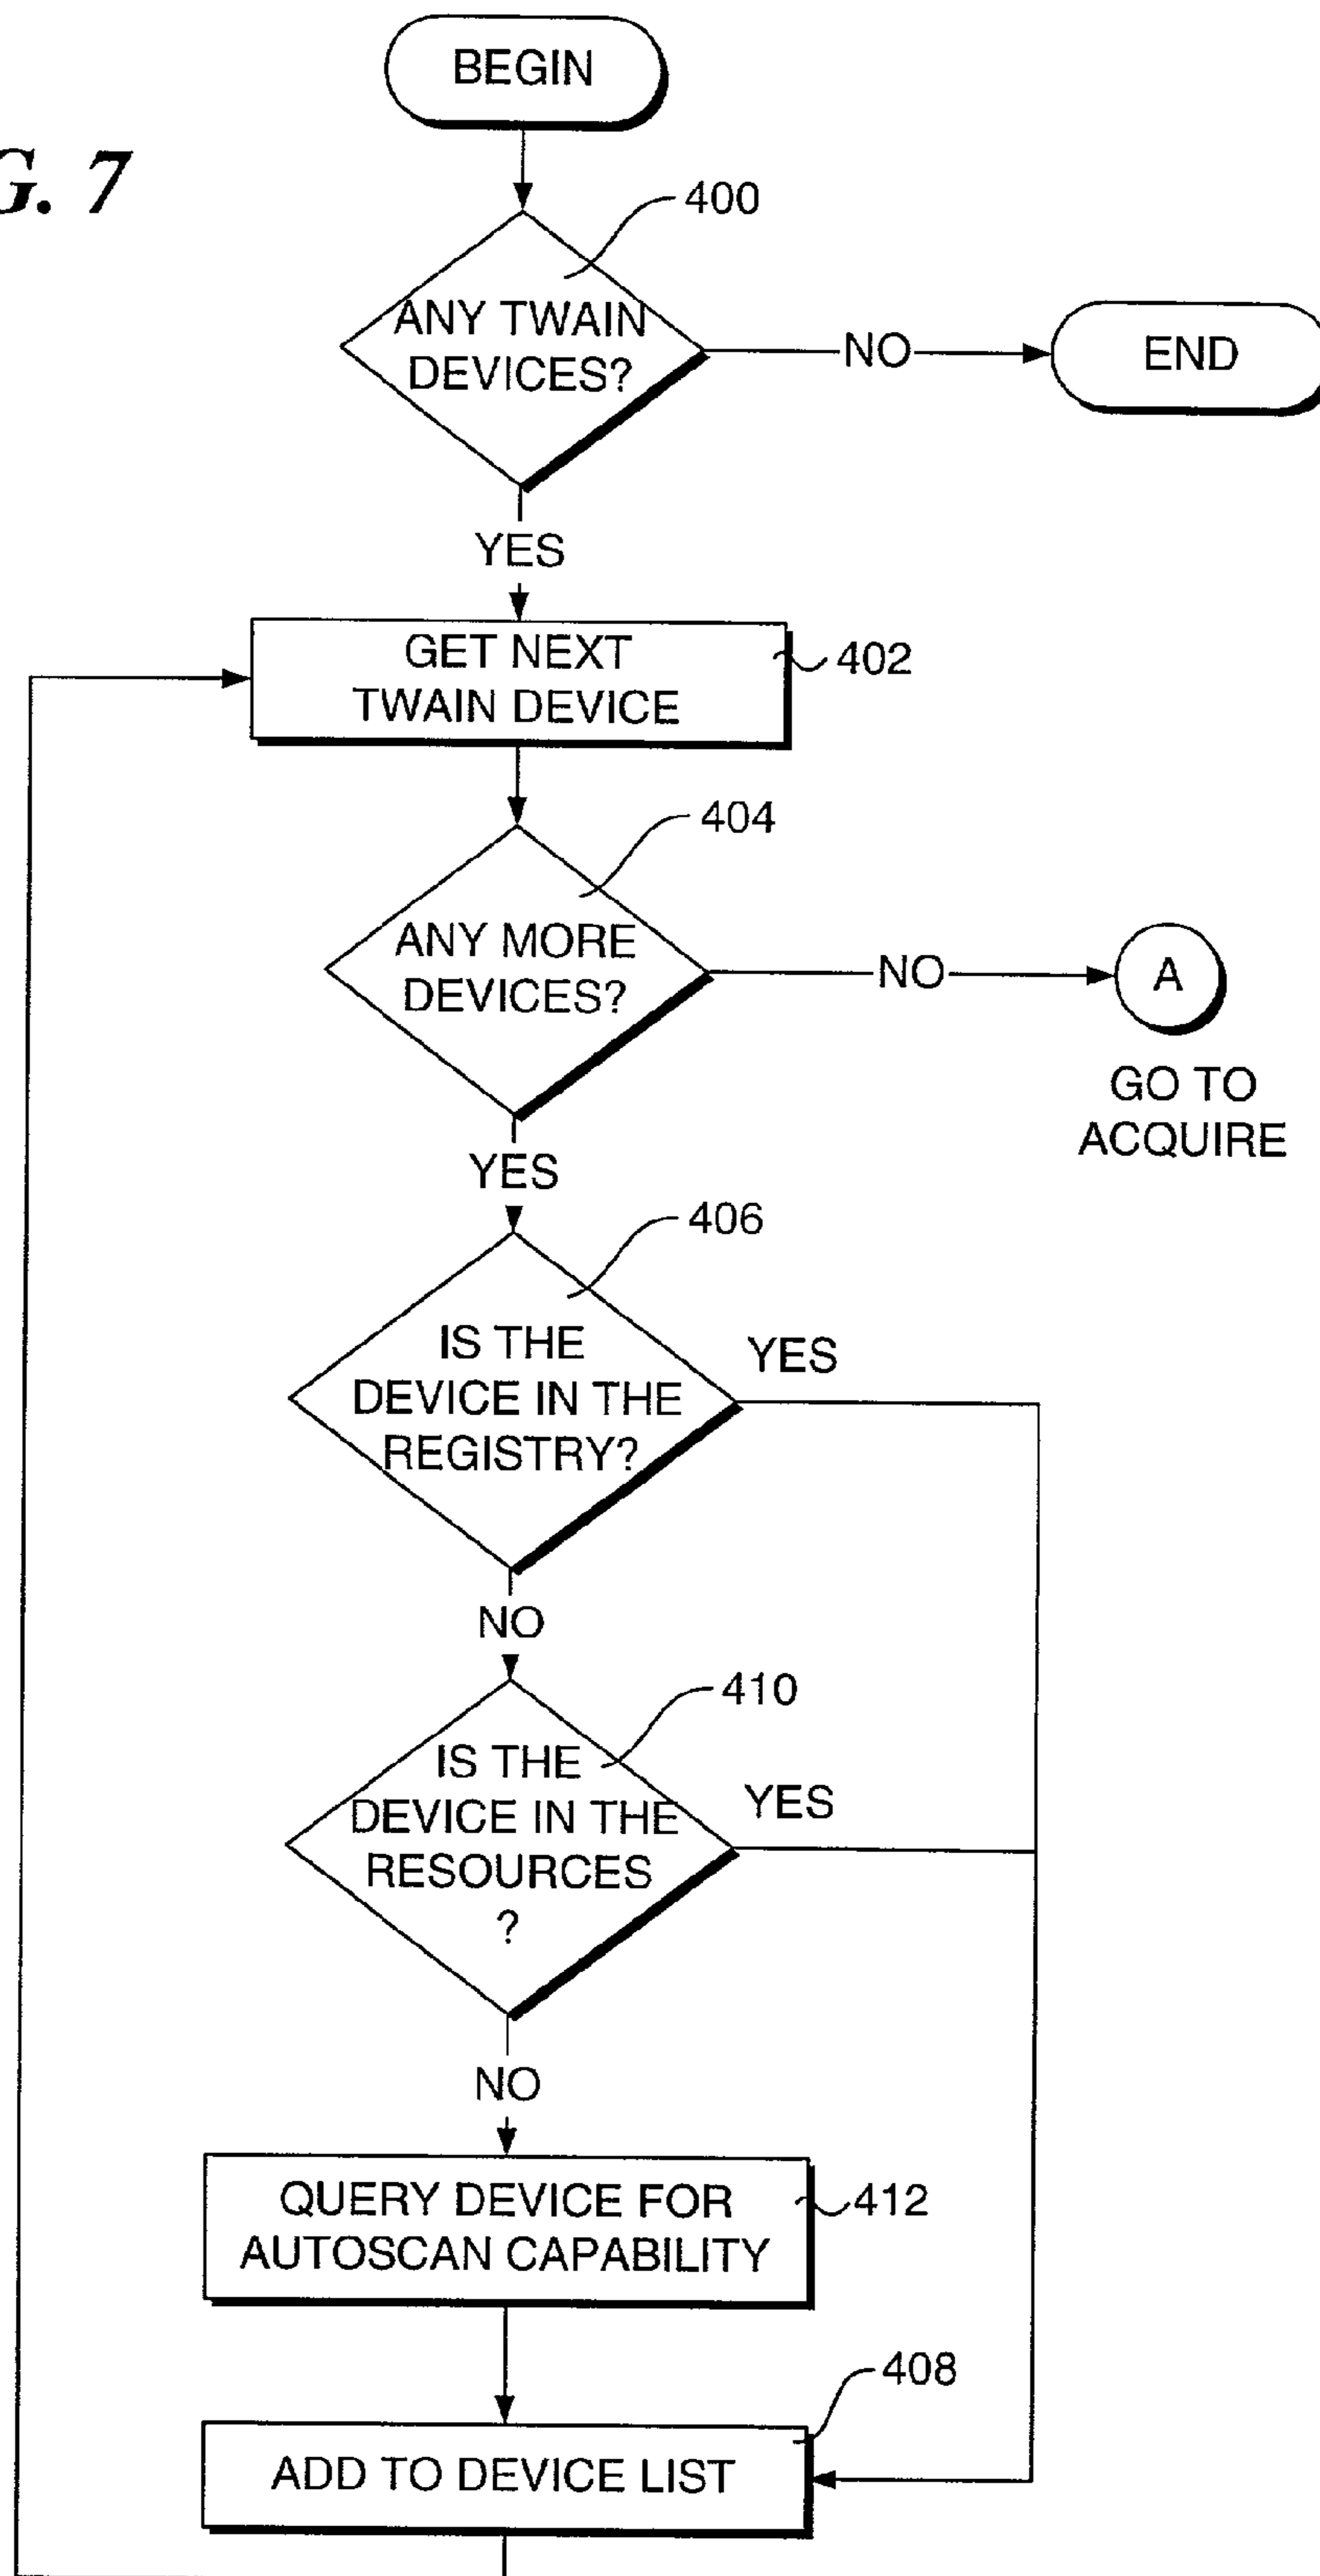 BEGIN
G. 7
400
ANY TWAIN
DEVICES?
NO
END
YES
GET NEXT
TWAIN DEVICE
402
404
ANY MORE
DEVICES?
NO
A
GO TO
ACQUIRE
YES
406
IS THE
DEVICE IN THE
REGISTRY?
YES
NO
410
IS THE
DEVICE IN THE
RESOURCES
?
YES
NO
QUERY DEVICE FOR
AUTOSCAN CAPABILITY
412
408
ADD TO DEVICE LIST